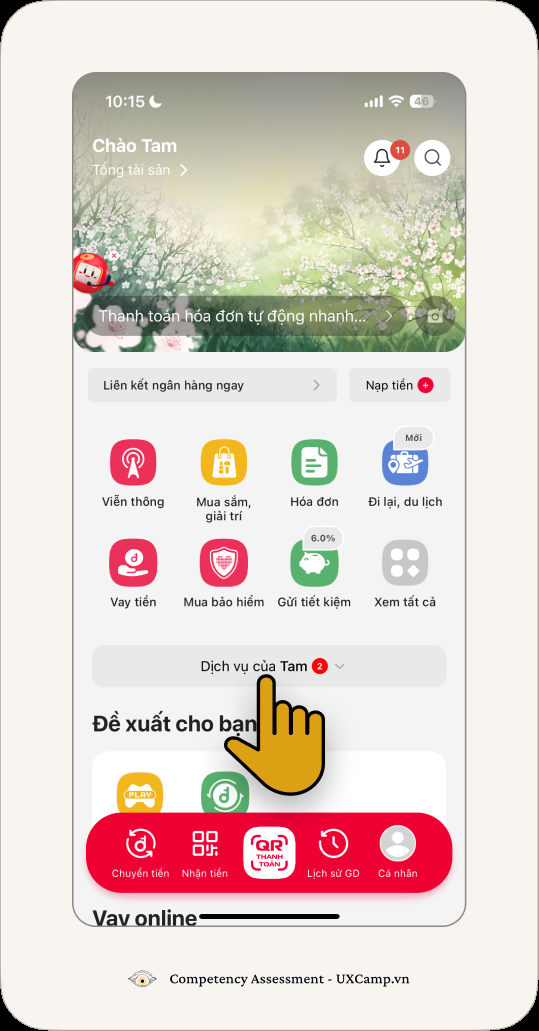 10:15
46
Chào Tam
Tổng tài sản
11
Thanh toán hóa đơn tự động nhanh...
Liên kết ngân hàng ngay
Nạp tiền
Mới
Viễn thông
Mua sắm,
giải trí
Hóa đơn
Đi lại, du lịch
6.0%
Vay tiền
Mua bảo hiểm
Gửi tiết kiệm
Xem tất cả
Dịch vụ của Tam 2
Đề xuất cho bạn
PLAY
Chuyển tiền
Nhận tiền
QR
THANH
TOÁN
Lịch sử GD
Cá nhân
Vay online
Competency Assessment - UXCamp.vn